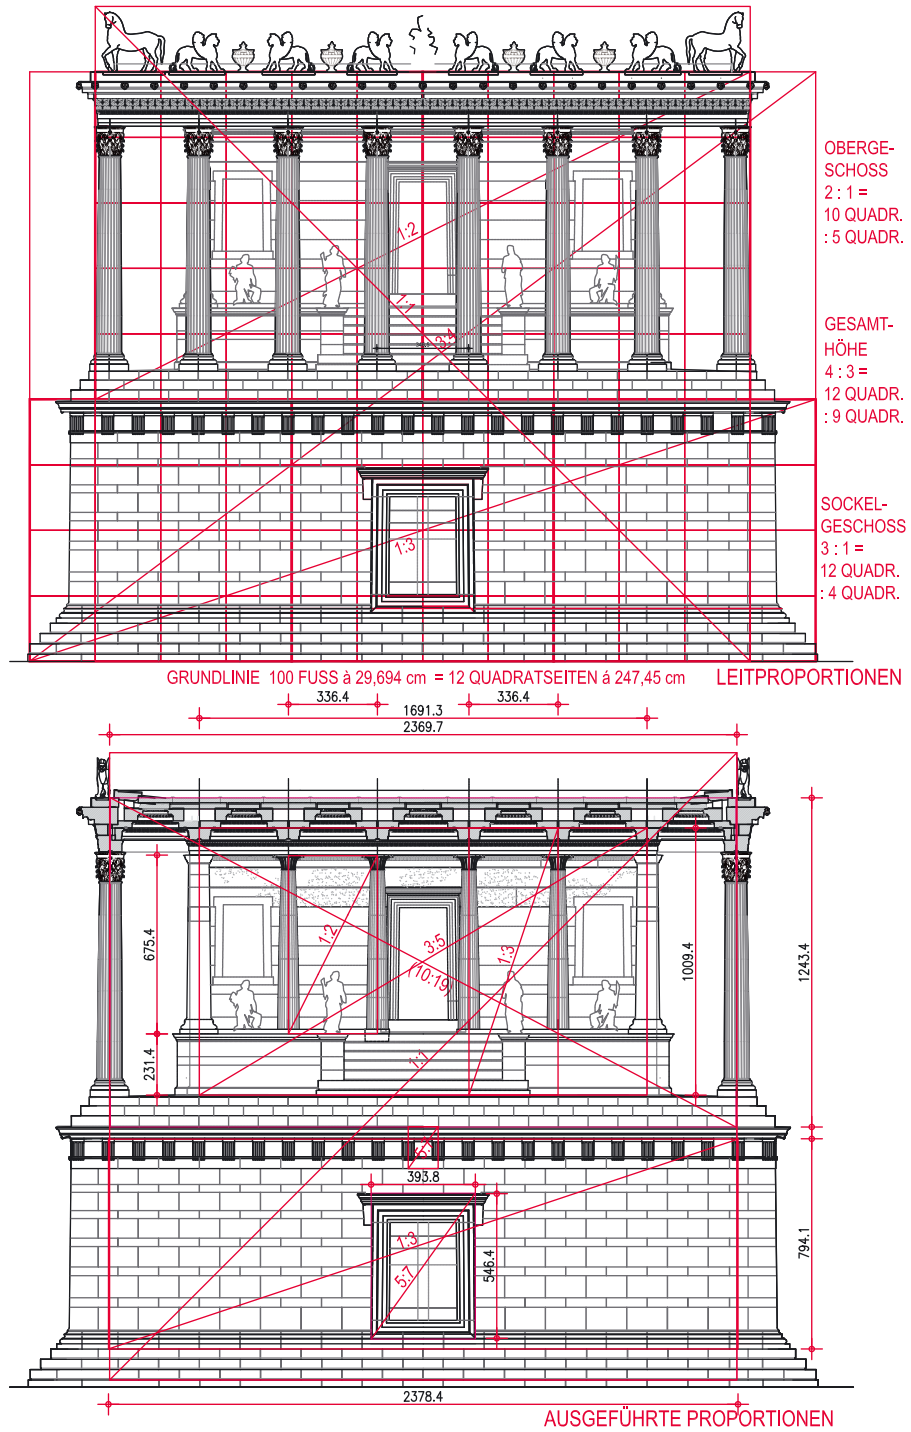 OBERGE-
SCHOSS
2 : 1 =
10 QUADR.
: 5 QUADR.
1:2
1:1
3:4
GESAMT-
HÖHE
4 : 3 =
12 QUADR.
: 9 QUADR.
1:3
SOCKEL-
GESCHOSS
3 : 1 =
12 QUADR.
: 4 QUADR.
GRUNDLINIE 100 FUSS à 29,694 cm = 12 QUADRATSEITEN á 247,45 cm
LEITPROPORTIONEN
336.4
336.4
1691.3
2369.7
675.4
231.4
1:2
3:5
(10:19)
1:3
1:1
1009.4
1243.4
393.8
1:3
5:7
546.4
794.1
2378.4
AUSGEFÜHRTE PROPORTIONEN